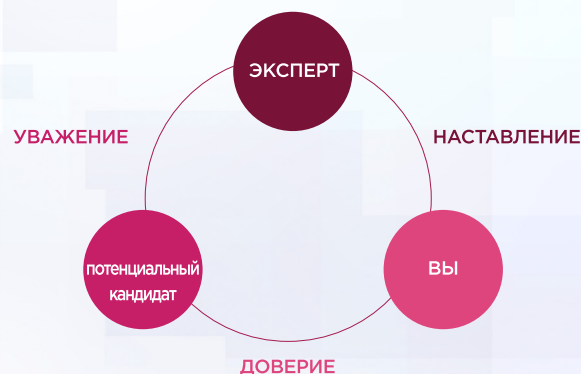 ЭКСПЕРТ
УВАЖЕНИЕ
НАСТАВЛЕНИЕ
ПОТЕНЦИАЛЬНЫЙ
КАНДИДАТ
ВЫ
ДОВЕРИЕ